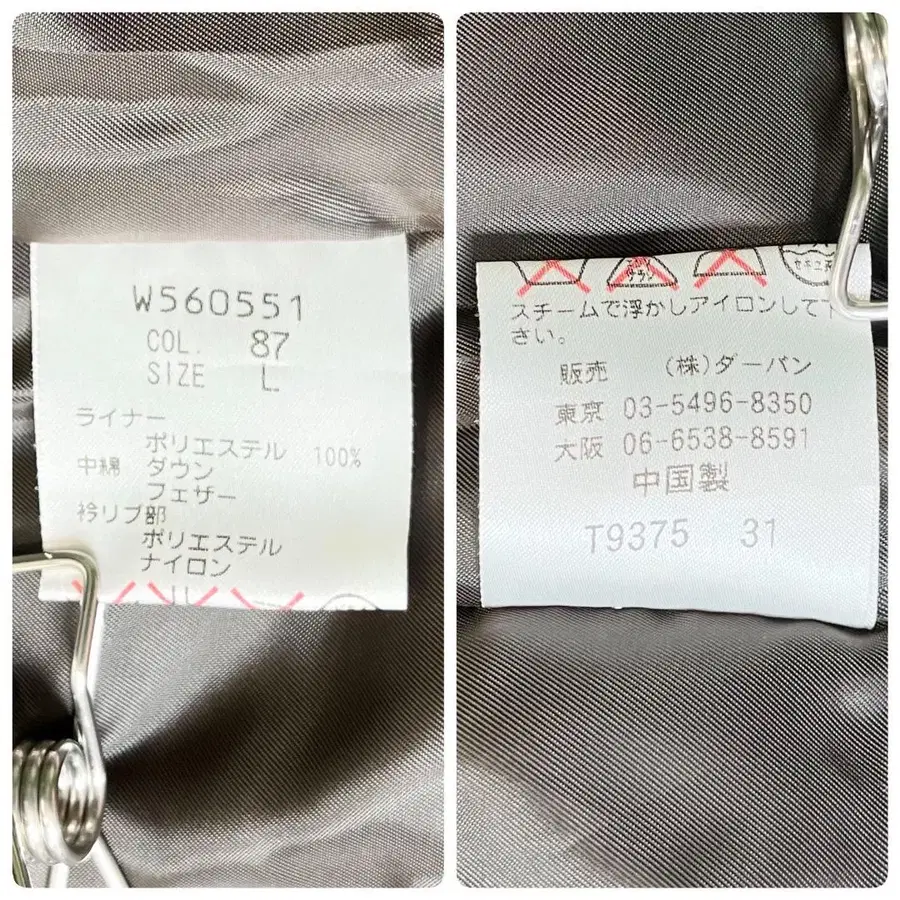 W560551
COL. 87
SIZE L
ライナー
ポリエステル 100%
中綿 ダウン
フェザー
衿リブ部
ポリエステル
ナイロン
スチームで浮かしアイロンして下
さい。
販売 (株)ダーバン
東京 03-5496-8350
大阪 06-6538-8591
中国製
T9375 31